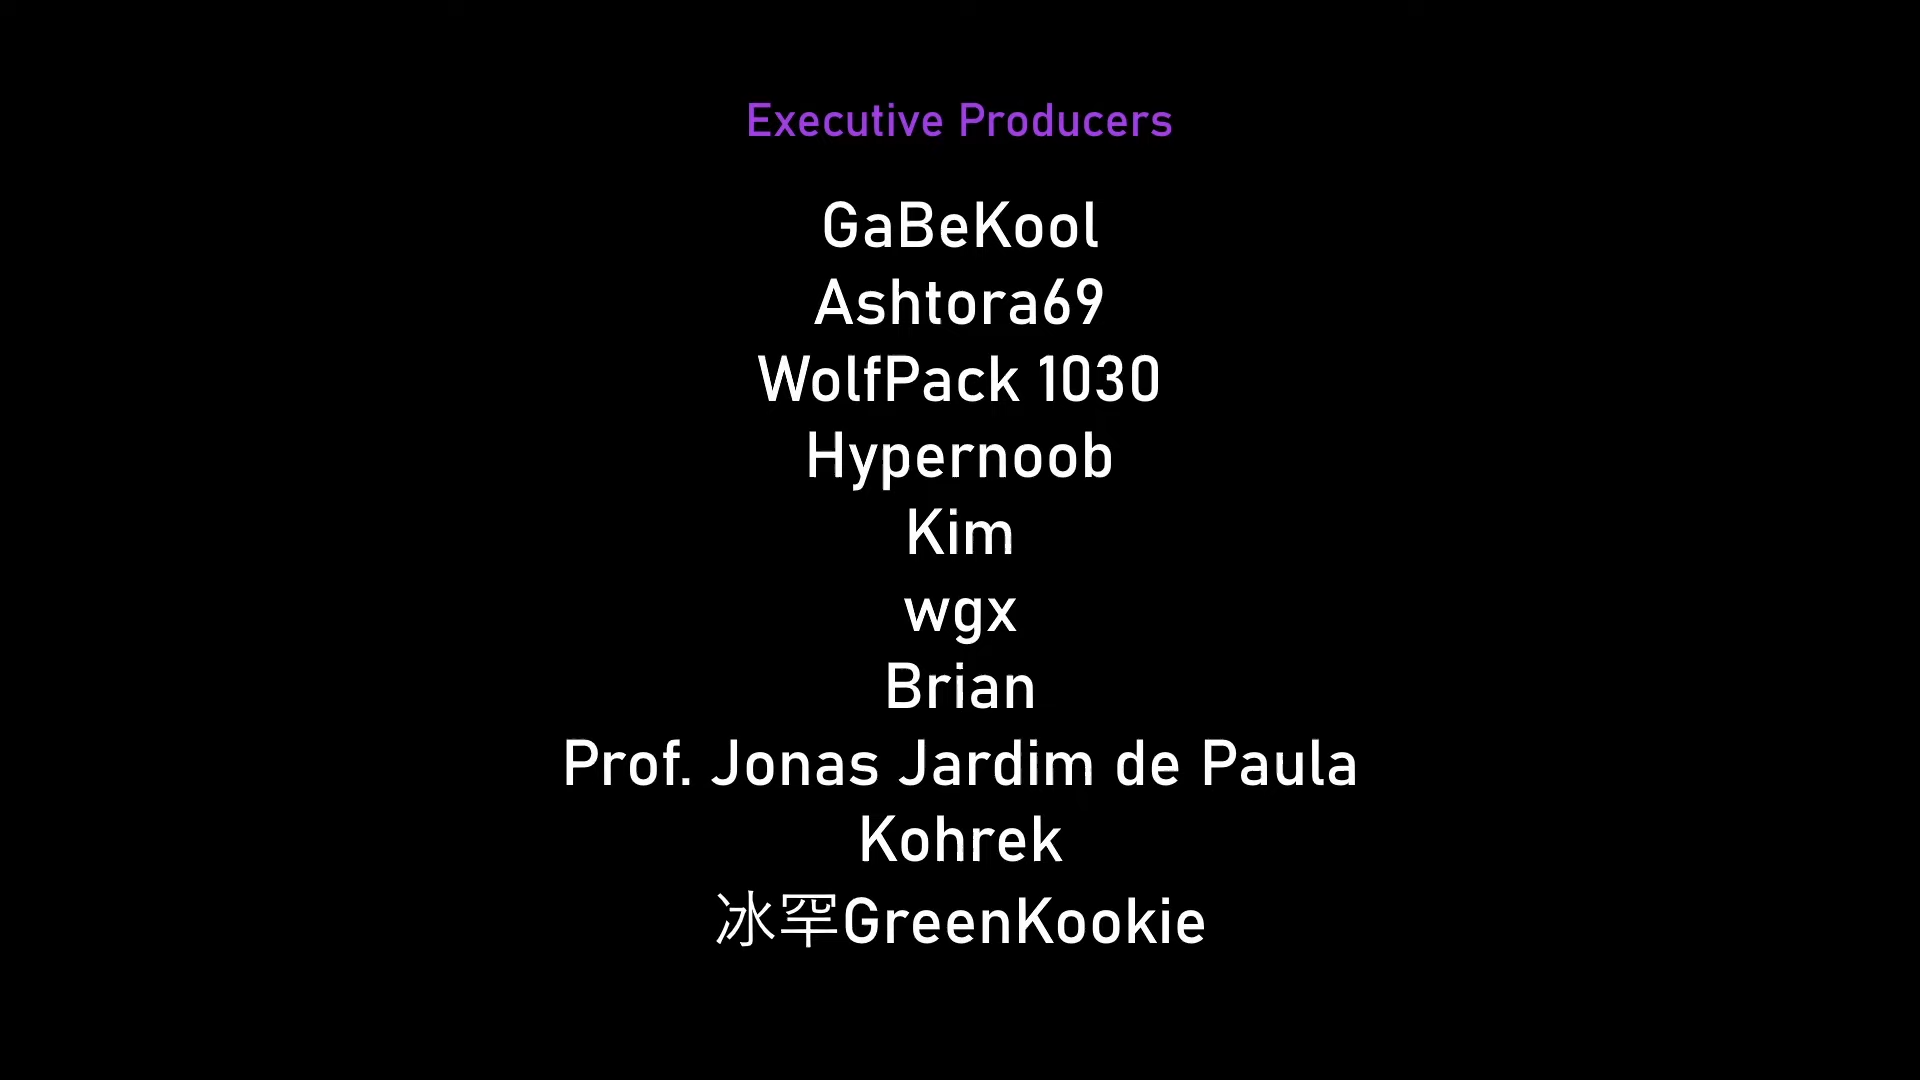 Executive Producers
GaBeKool
Ashtora69
WolfPack 1030
Hypernoob
Kim
wgx
Brian
Prof. Jonas Jardim de Paula
Kohrek
冰罕GreenKookie